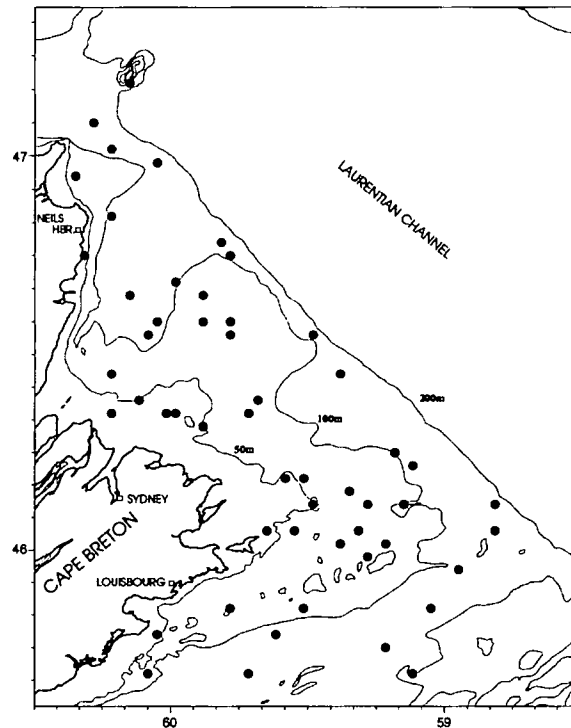 47
NEILS
HBR.
LAURENTIAN CHANNEL
200m
100m
50m
SYDNEY
CAPE BRETON
46
LOUISBOURG
60
59